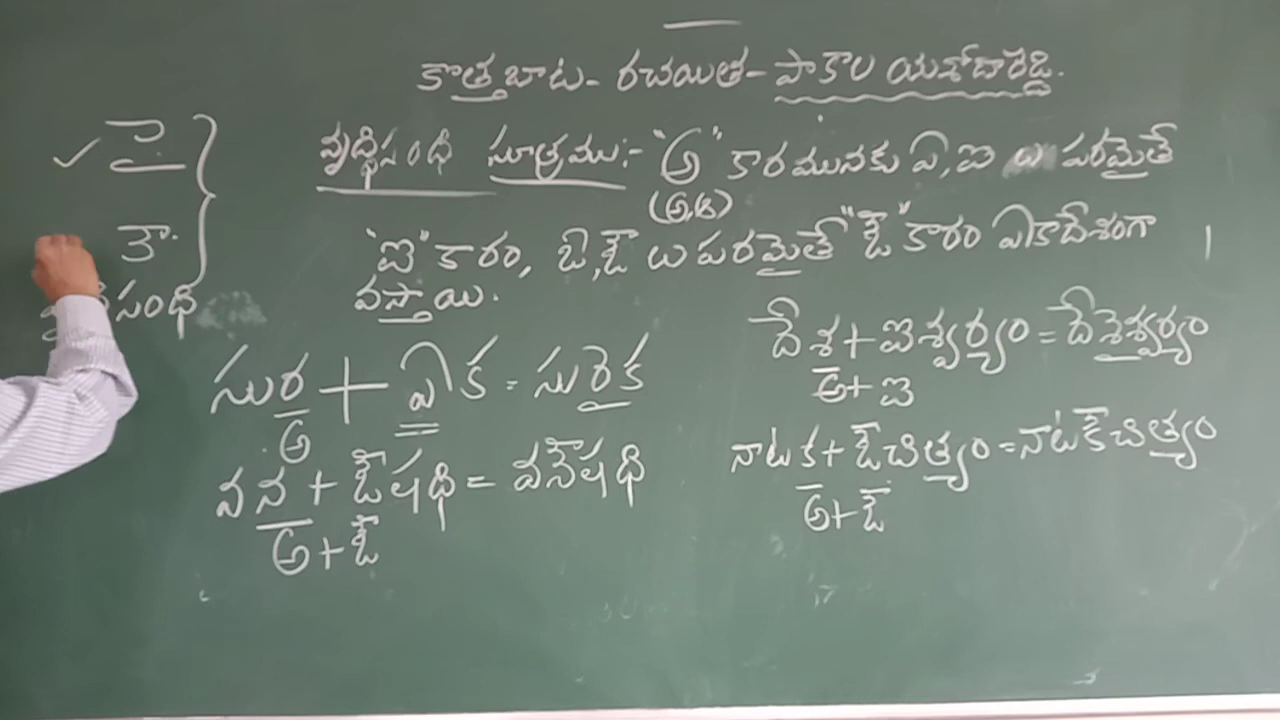 కొత్తబాట - రచయిత - పాకాల యశోదారెడ్డి.
వృద్ధిసంధి సూత్రము:- "అ" కారమునకు ఏ, ఐ లు పరమైతే
(అ,ఆ)
"ఐ" కారం, ఓ, ఔ లు పరమైతే "ఔ" కారం ఏకాదేశంగా
వస్తాయి.
ై
ౌ
సంధి
సుర + ఏక = సురైక
అ
వన + ఔషధి = వనౌషధి
అ + ఔ
దేశ + ఐశ్వర్యం = దేశైశ్వర్యం
అ + ఐ
నాటక + ఔచిత్యం = నాటకౌచిత్యం
అ + ఔ